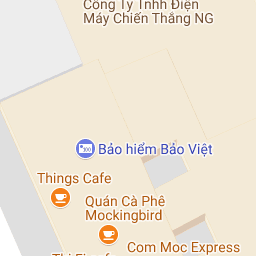 Công Ty Tnhh Điện
Máy Chiến Thắng NG
Bảo hiểm Bảo Việt
Things Cafe
Quán Cà Phê
Mockingbird
Com Moc Express